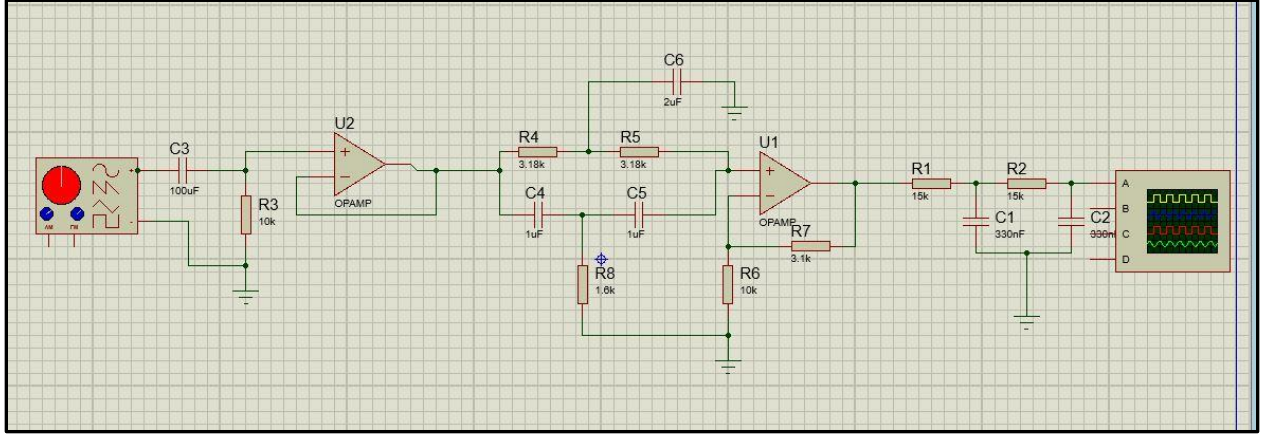 C6
2uF
U2
C3
100uF
R3
10k
OPAMP
R4
3.18k
R5
3.18k
C4
1uF
C5
1uF
R8
1.6k
U1
OPAMP
R7
3.1k
R6
10k
R1
15k
R2
15k
C1
330nF
C2
330nF
A
B
C
D
AM
FM